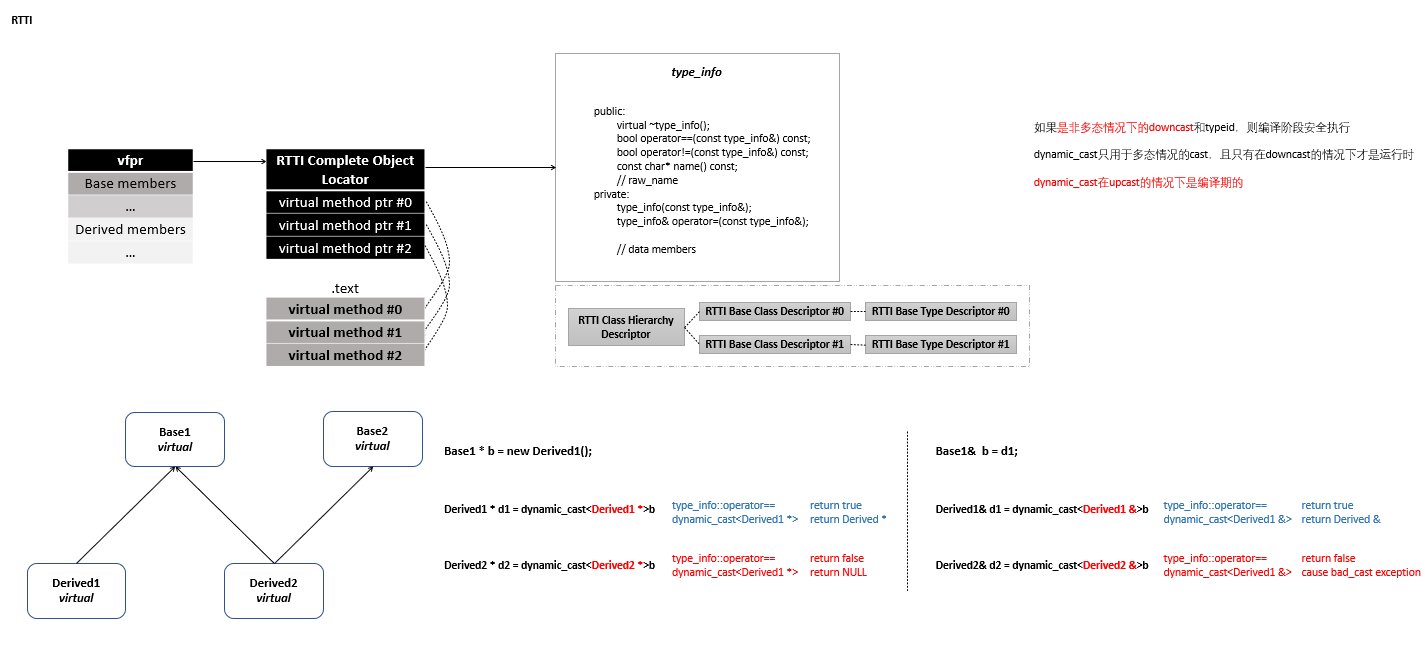 RTTI
type_info
public:
virtual ~type_info();
bool operator==(const type_info&) const;
bool operator!=(const type_info&) const;
const char* name() const;
// raw_name
private:
type_info(const type_info&);
type_info& operator=(const type_info&);
// data members
如果是非多态情况下的downcast和typeid，则编译阶段安全执行
dynamic_cast只用于多态情况的cast，且只有在downcast的情况下才是运行时
dynamic_cast在upcast的情况下是编译期的
vfpr
Base members
...
Derived members
...
RTTI Complete Object
Locator
virtual method ptr #0
virtual method ptr #1
virtual method ptr #2
.text
virtual method #0
virtual method #1
virtual method #2
RTTI Class Hierarchy
Descriptor
RTTI Base Class Descriptor #0
RTTI Base Type Descriptor #0
RTTI Base Class Descriptor #1
RTTI Base Type Descriptor #1
Base1
virtual
Base2
virtual
Derived1
virtual
Derived2
virtual
Base1 * b = new Derived1();
Derived1 * d1 = dynamic_cast<Derived1 *>b
type_info::operator== return true
dynamic_cast<Derived1 *> return Derived *
Derived2 * d2 = dynamic_cast<Derived2 *>b
type_info::operator== return false
dynamic_cast<Derived1 *> return NULL
Base1& b = d1;
Derived1& d1 = dynamic_cast<Derived1 &>b
type_info::operator== return true
dynamic_cast<Derived1 &> return Derived &
Derived2& d2 = dynamic_cast<Derived2 &>b
type_info::operator== return false
dynamic_cast<Derived1 &> cause bad_cast exception